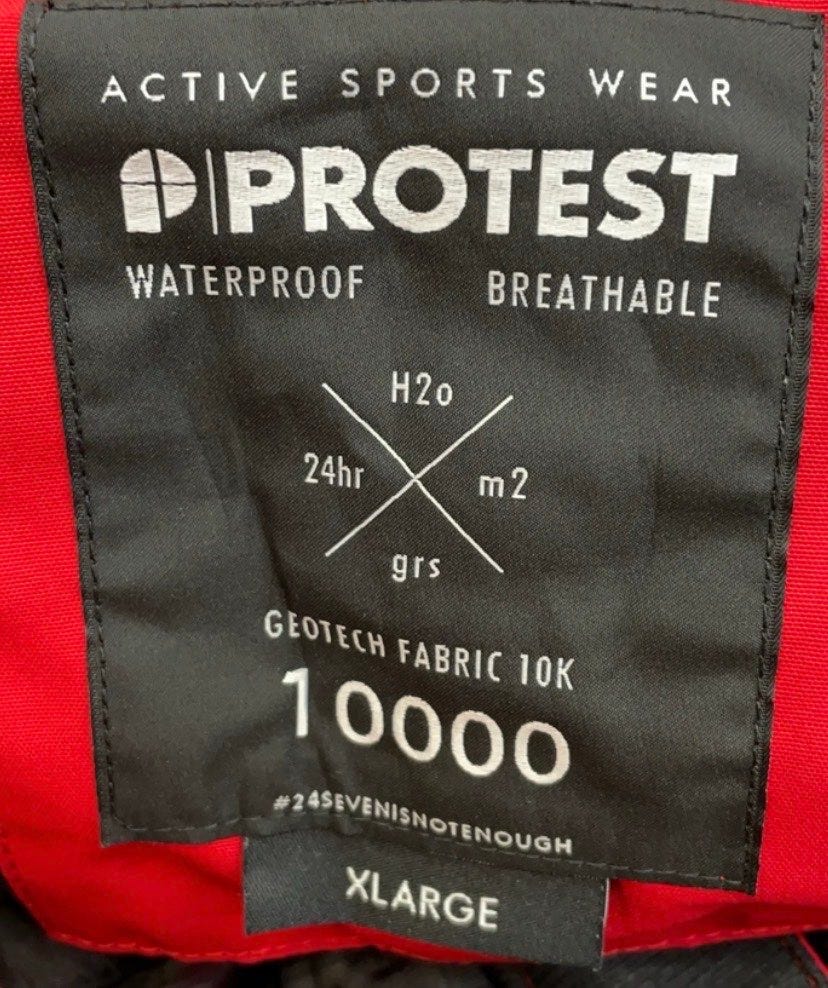 ACTIVE SPORTS WEAR
PROTEST
WATERPROOF BREATHABLE
H2o
24hr m2
grs
GEOTECH FABRIC 10K
10000
#24SEVENISNOTENOUGH
XLARGE